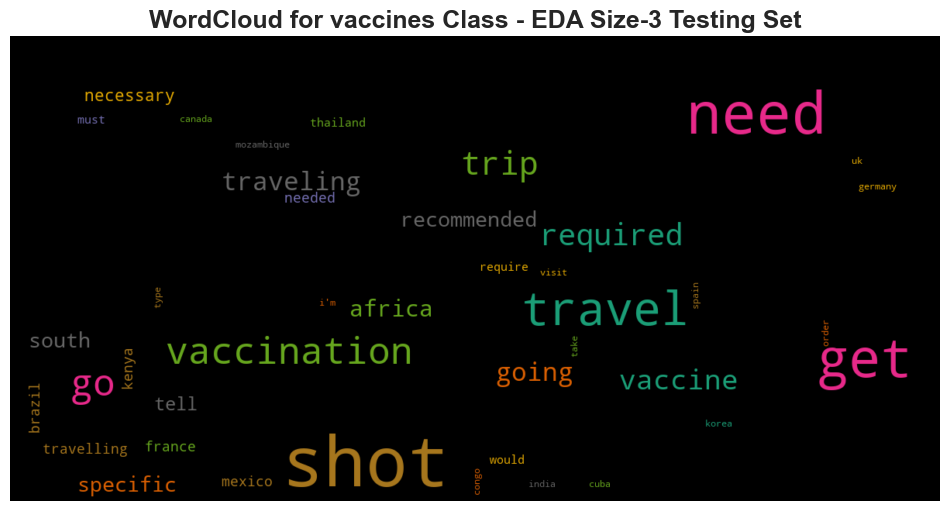 WordCloud for vaccines Class - EDA Size-3 Testing Set
necessary
need
must
canada
thailand
mozambique
trip
uk
traveling
germany
needed
recommended
required
require
visit
type
i'm
africa
travel
spain
order
south
vaccination
take
get
kenya
going
vaccine
go
brazil
tell
korea
travelling
france
shot
would
specific
mexico
congo
india
cuba